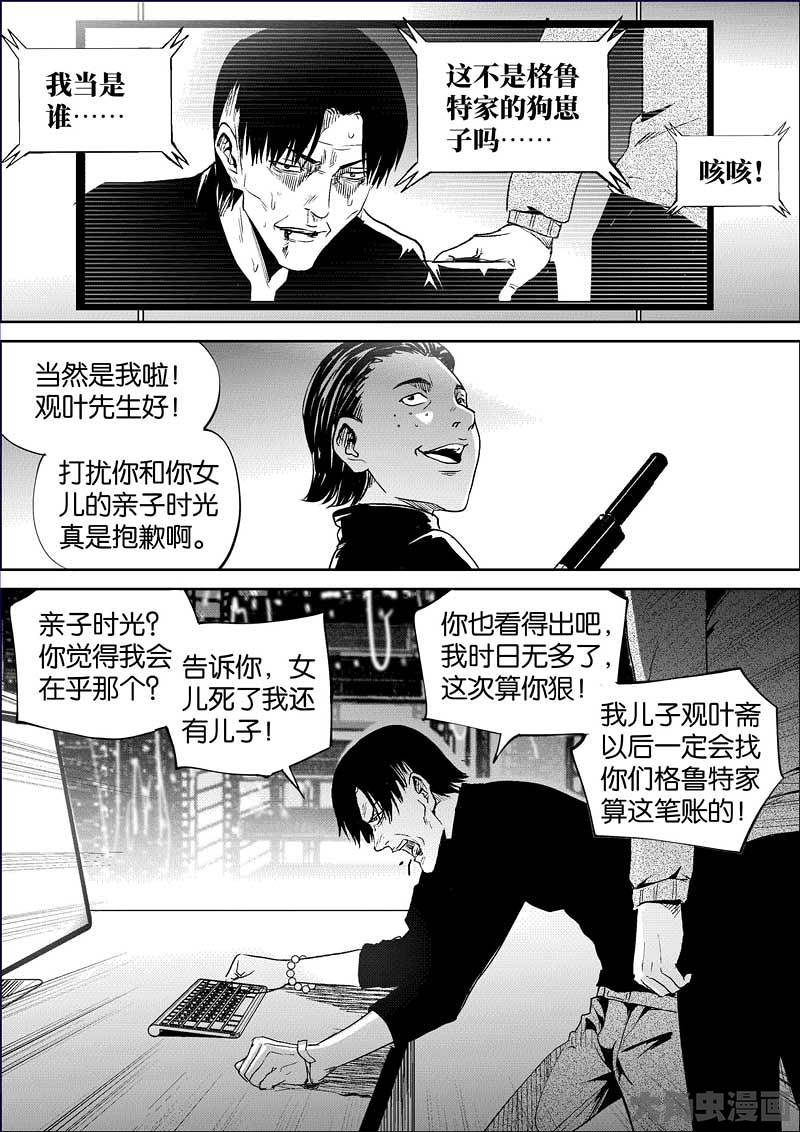 我当是
谁……
这不是格鲁
特家的狗崽
子吗……
咳咳！
当然是我啦！
观叶先生好！
打扰你和你女
儿的亲子时光
真是抱歉啊。
亲子时光？
你觉得我会
在乎那个？
告诉你，女
儿死了我还
有儿子！
你也看得出吧，
我时日无多了，
这次算你狠！
我儿子观叶斋
以后一定会找
你们格鲁特家
算这笔账的！